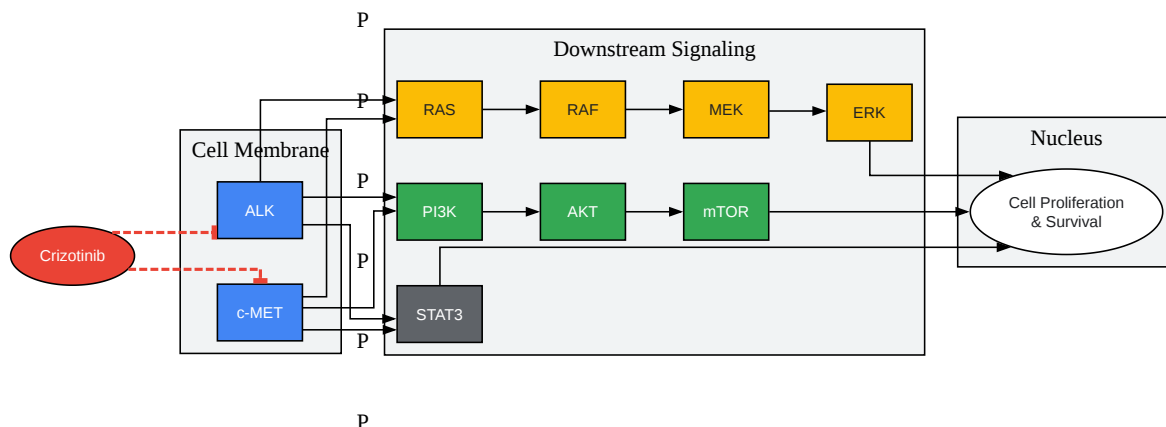 P
Downstream Signaling
P
RAS
RAF
MEK
ERK
Cell Membrane
Nucleus
P
ALK
PI3K
AKT
mTOR
Cell Proliferation
& Survival
Crizotinib
P
c-MET
STAT3
P
P